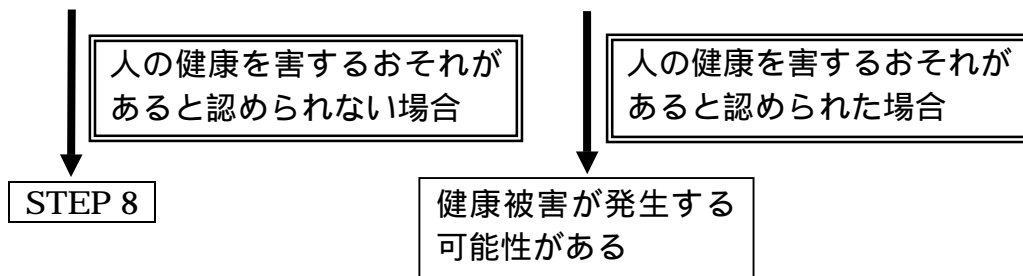 人の健康を害するおそれが
あると認められない場合
人の健康を害するおそれが
あると認められた場合
STEP 8
健康被害が発生する
可能性がある